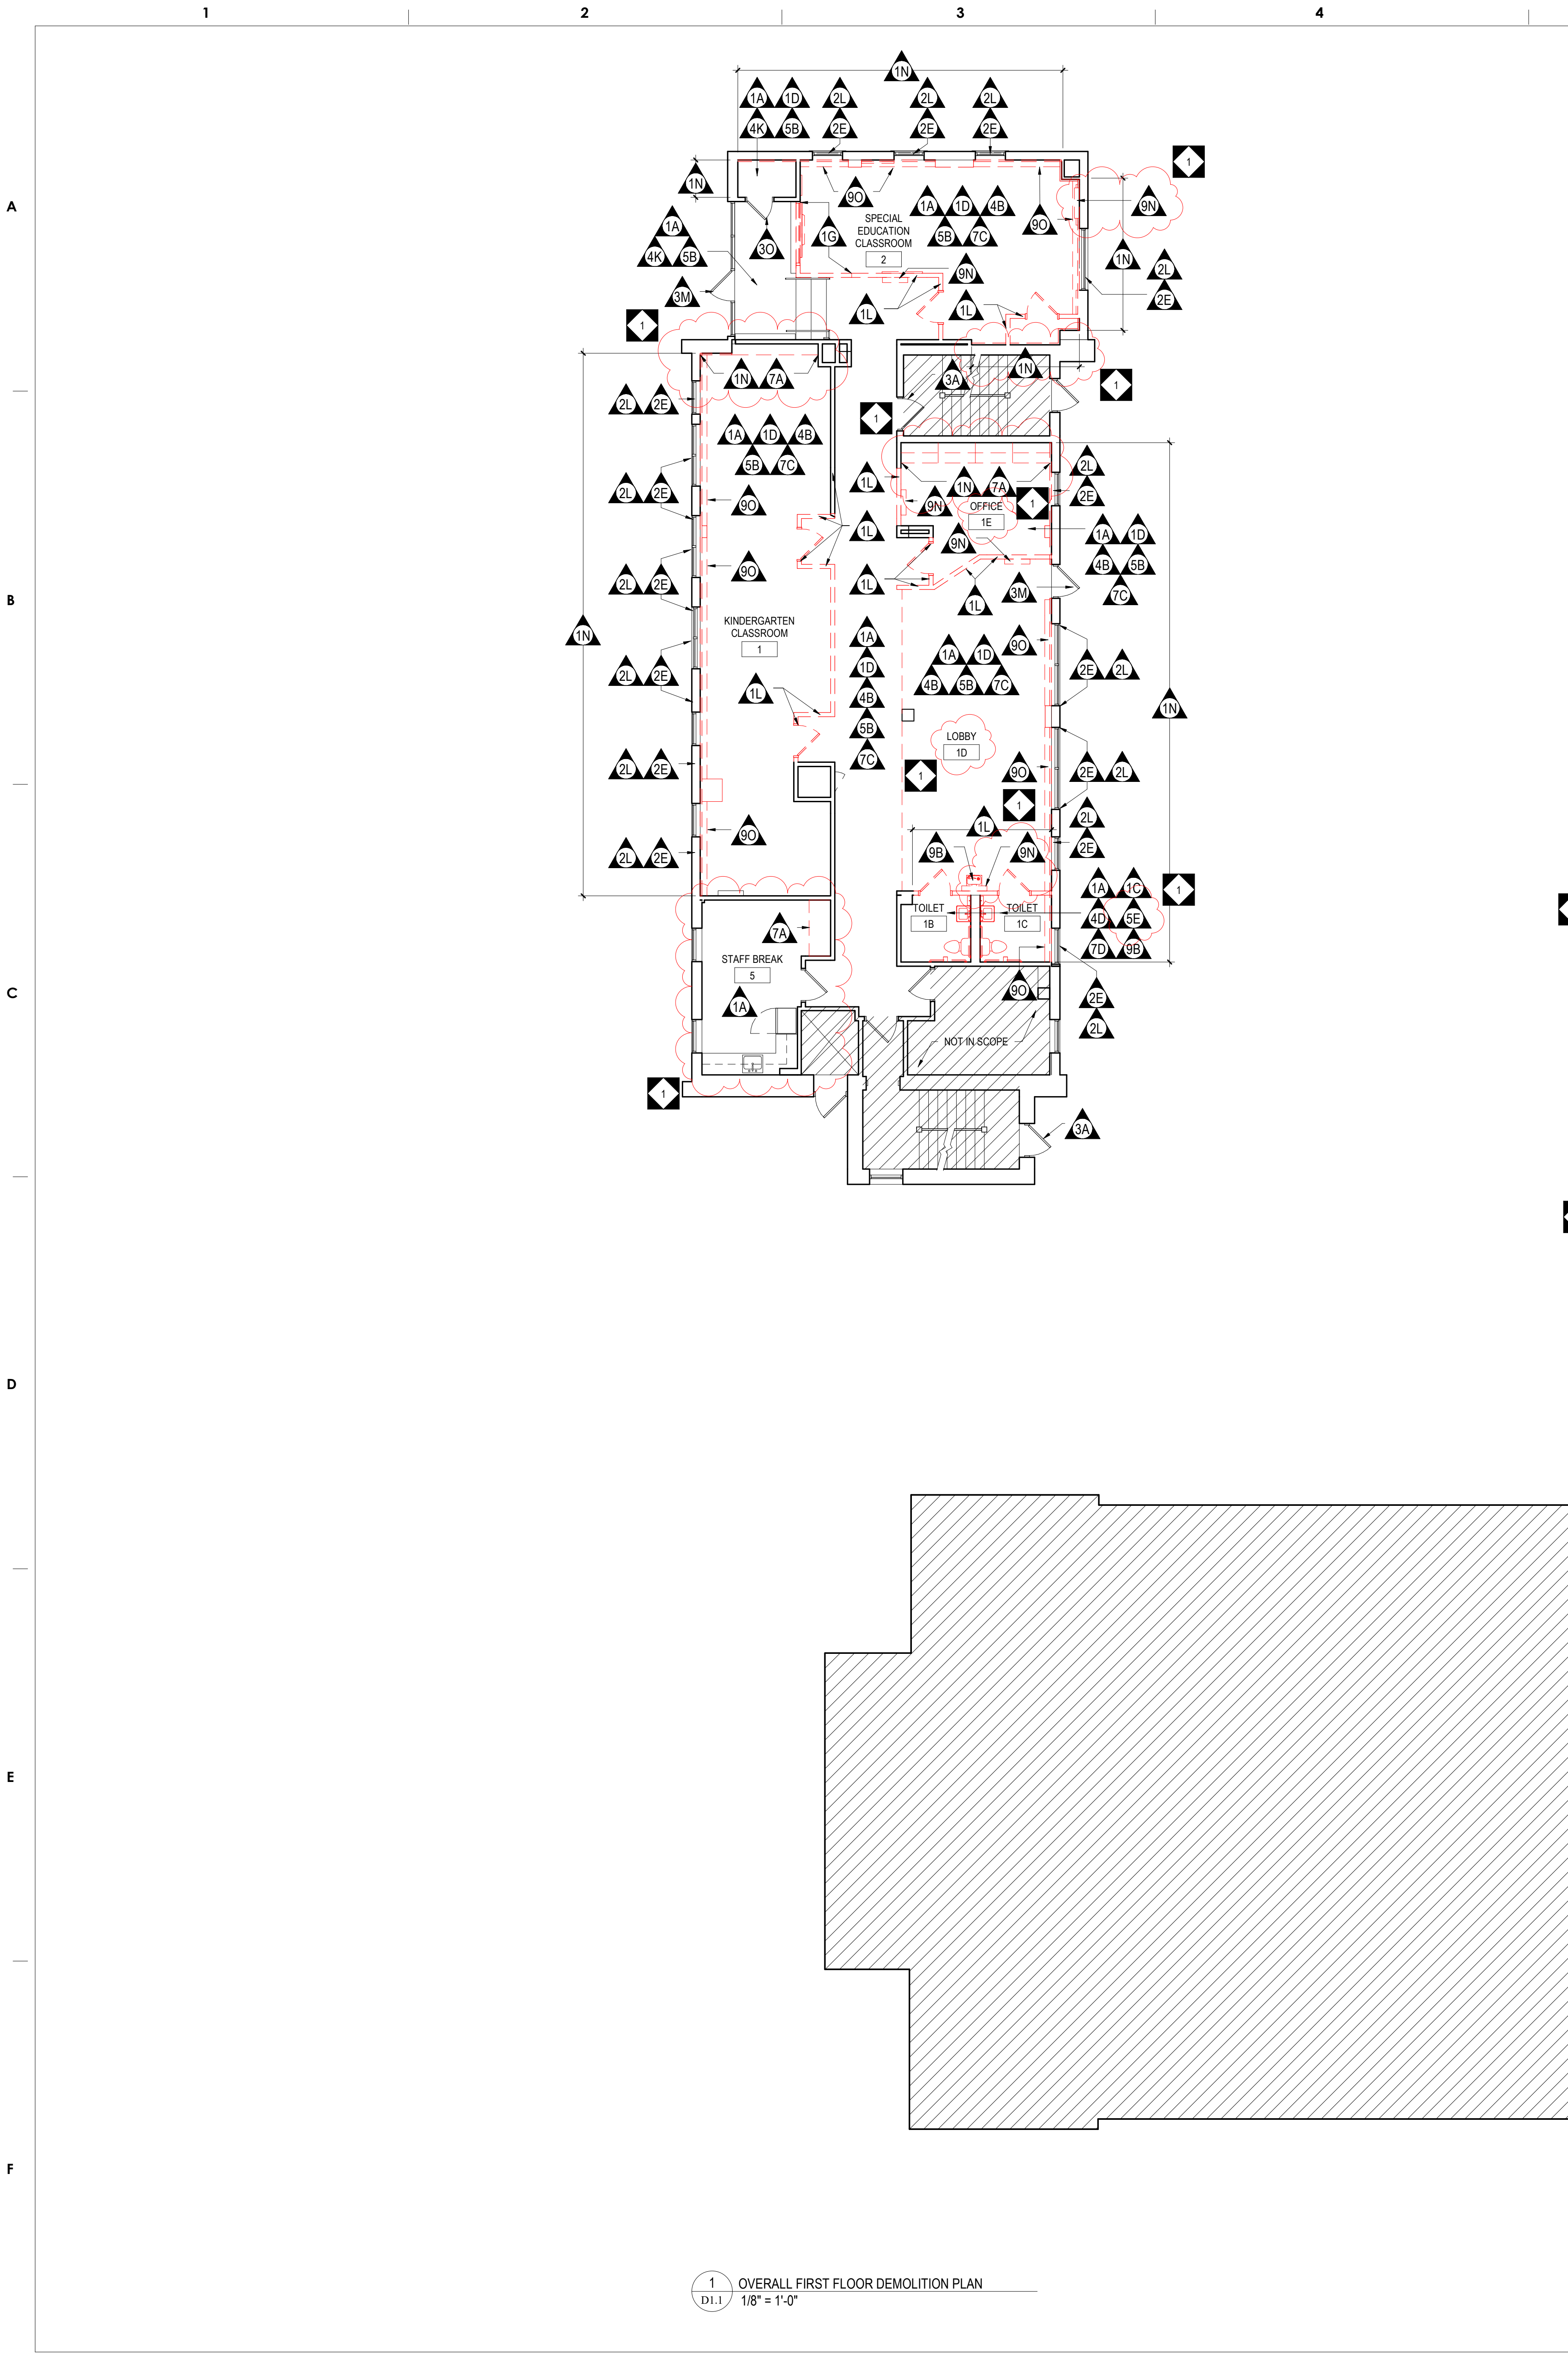 1 2 3 4
1N
1A 1D 2L 2L 2L
4K 5B 2E 2E 2E
1
1N
A
9O
1A 1D 4B
9N
1A
SPECIAL
9O
EDUCATION
1G
5B 7C
CLASSROOM
3O
4K 5B
2
1N
2L
9N
3M
2E
1L
1L
1
1N
1N 7A
3A
1
2L 2E
1
1A 1D 4B
5B 7C
2L
1L
1N 7A
2L 2E
9O
2E
9N
1
OFFICE
1E
1L
1A 1D
9N
4B 5B
9O
2L 2E
1L
3M
7C
B
1L
KINDERGARTEN
CLASSROOM
1
1N
1A
9O
1A 1D
1D
2E 2L
2L 2E
4B 5B 7C
1L
4B
1N
5B
LOBBY
1D
7C
2L 2E
1
9O
2E 2L
1
2L
1L
9O
2E
2L 2E
9B
9N
1A 1C
1
TOILET
TOILET
1B
1C
4D 5E
7A
7D 9B
STAFF BREAK
5
9O
2E
C
1A
2L
NOT IN SCOPE
1
3A
D
E
F
1
OVERALL FIRST FLOOR DEMOLITION PLAN
D1.1
1/8" = 1'-0"